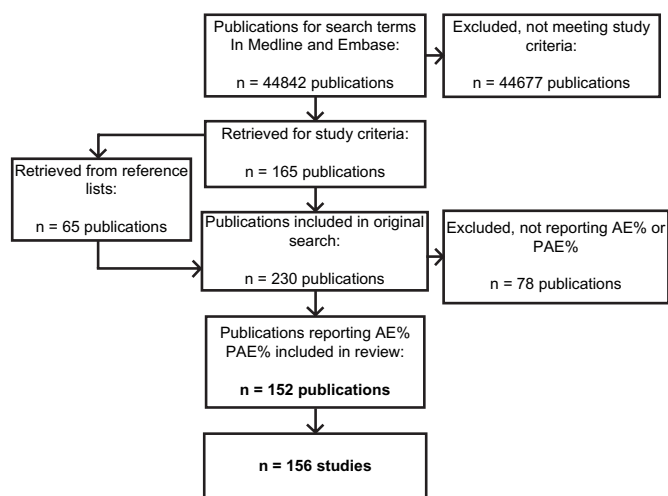 Publications for search terms
In Medline and Embase:
n = 44842 publications
Excluded, not meeting study
criteria:
n = 44677 publications
Retrieved for study criteria:
n = 165 publications
Retrieved from reference
lists:
n = 65 publications
Publications included in original
search:
n = 230 publications
Excluded, not reporting AE% or
PAE%
n = 78 publications
Publications reporting AE%
PAE% included in review:
n = 152 publications
n = 156 studies